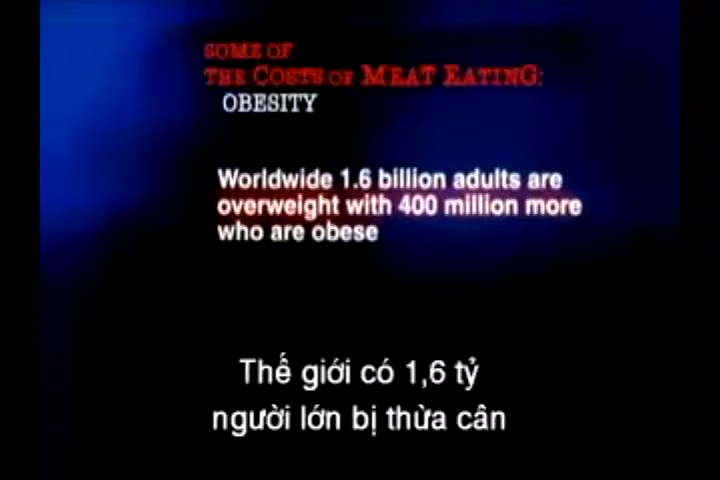 SOME OF
THE COSTS OF MEAT EATING:
OBESITY
Worldwide 1.6 billion adults are
overweight with 400 million more
who are obese
Thế giới có 1,6 tỷ
người lớn bị thừa cân